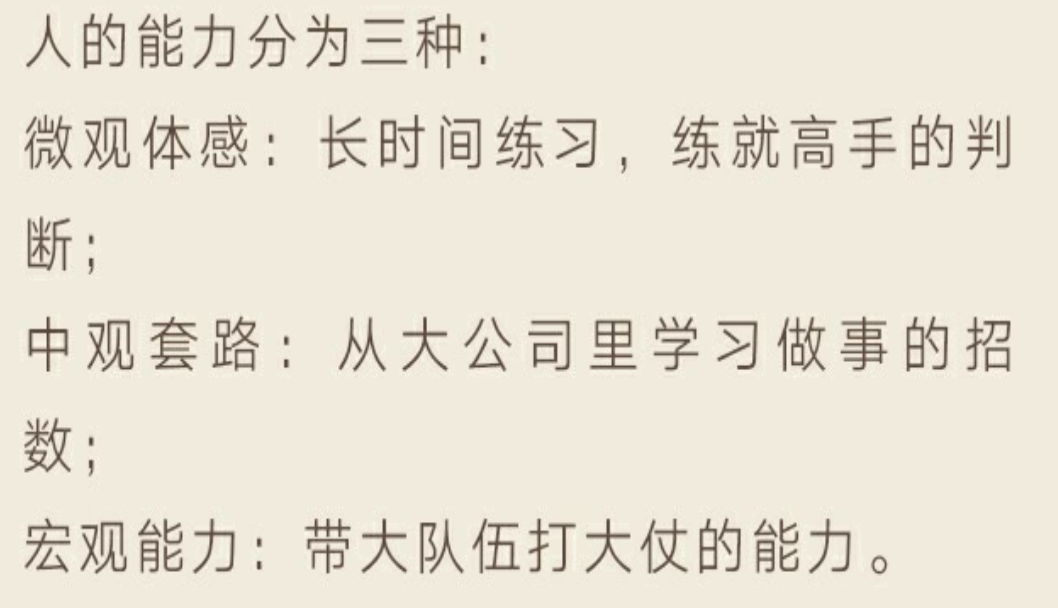 人的能力分为三种：
微观体感：长时间练习，练就高手的判
断；
中观套路：从大公司里学习做事的招
数；
宏观能力：带大队伍打大仗的能力。